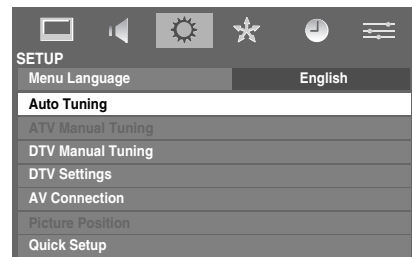 SETUP
Menu Language English
Auto Tuning
ATV Manual Tuning
DTV Manual Tuning
DTV Settings
AV Connection
Picture Position
Quick Setup